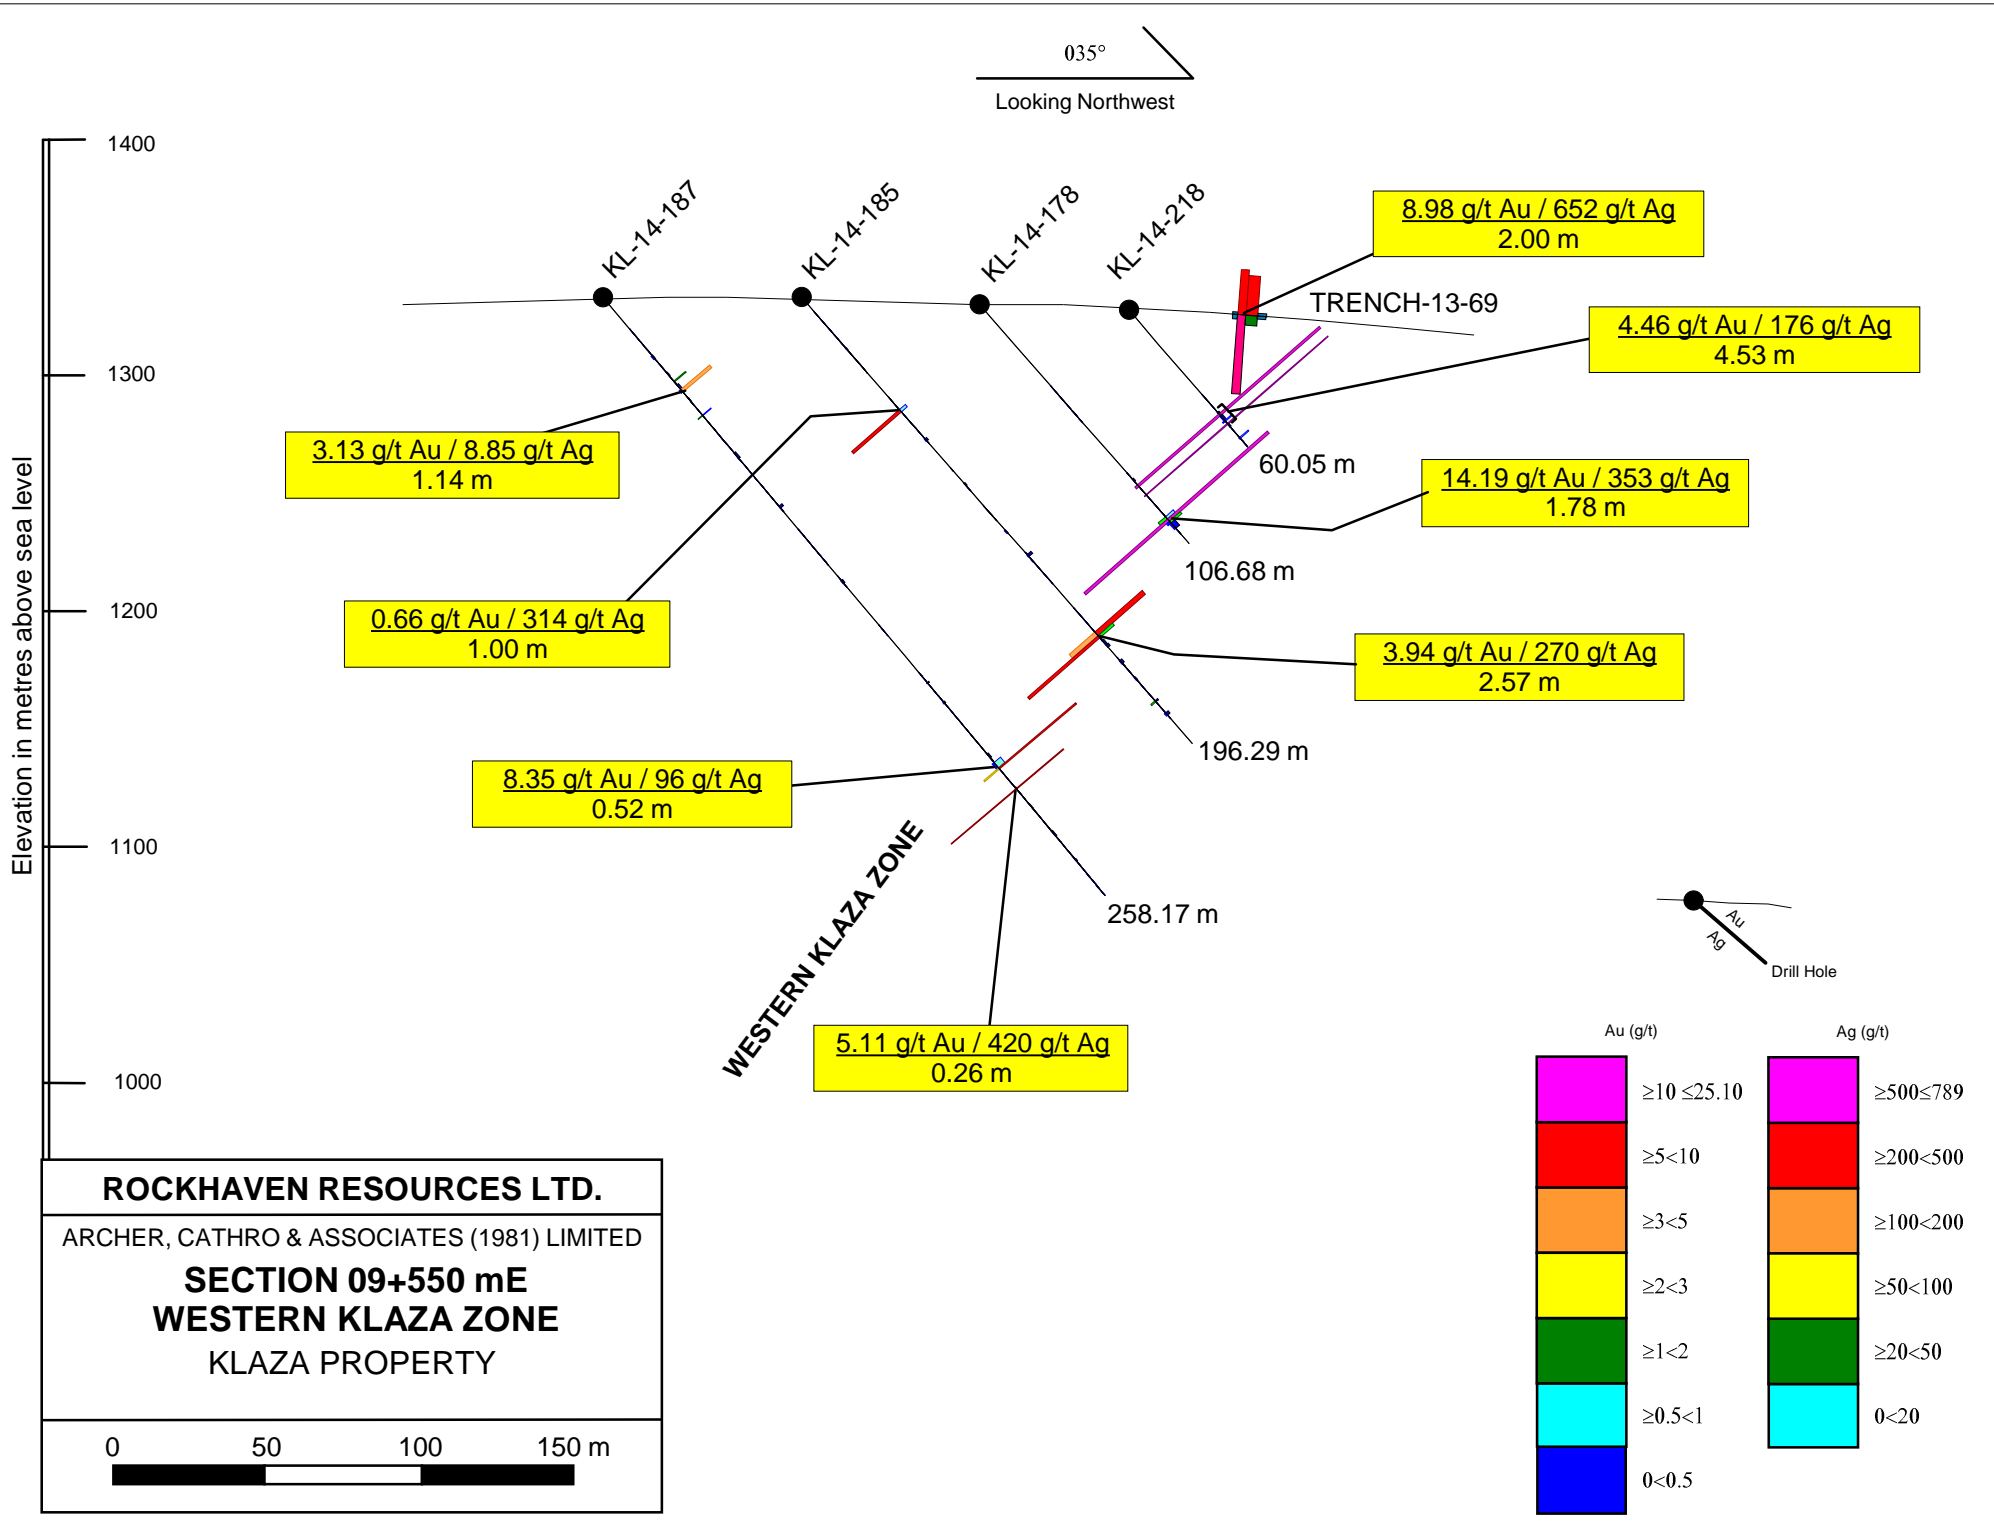 035°
Looking Northwest
1400
1300
1200
1100
1000
Elevation in metres above sea level
KL-14-187
KL-14-185
KL-14-178
KL-14-218
TRENCH-13-69
8.98 g/t Au / 652 g/t Ag
2.00 m
4.46 g/t Au / 176 g/t Ag
4.53 m
3.13 g/t Au / 8.85 g/t Ag
1.14 m
60.05 m
14.19 g/t Au / 353 g/t Ag
1.78 m
106.68 m
0.66 g/t Au / 314 g/t Ag
1.00 m
3.94 g/t Au / 270 g/t Ag
2.57 m
196.29 m
8.35 g/t Au / 96 g/t Ag
0.52 m
258.17 m
WESTERN KLAZA ZONE
5.11 g/t Au / 420 g/t Ag
0.26 m
Au
Ag
Drill Hole
Au (g/t)
≥10 ≤25.10
≥5<10
≥3<5
≥2<3
≥1<2
≥0.5<1
0<0.5
Ag (g/t)
≥500≤789
≥200<500
≥100<200
≥50<100
≥20<50
0<20
ROCKHAVEN RESOURCES LTD.
ARCHER, CATHRO & ASSOCIATES (1981) LIMITED
SECTION 09+550 mE
WESTERN KLAZA ZONE
KLAZA PROPERTY
0 50 100 150 m